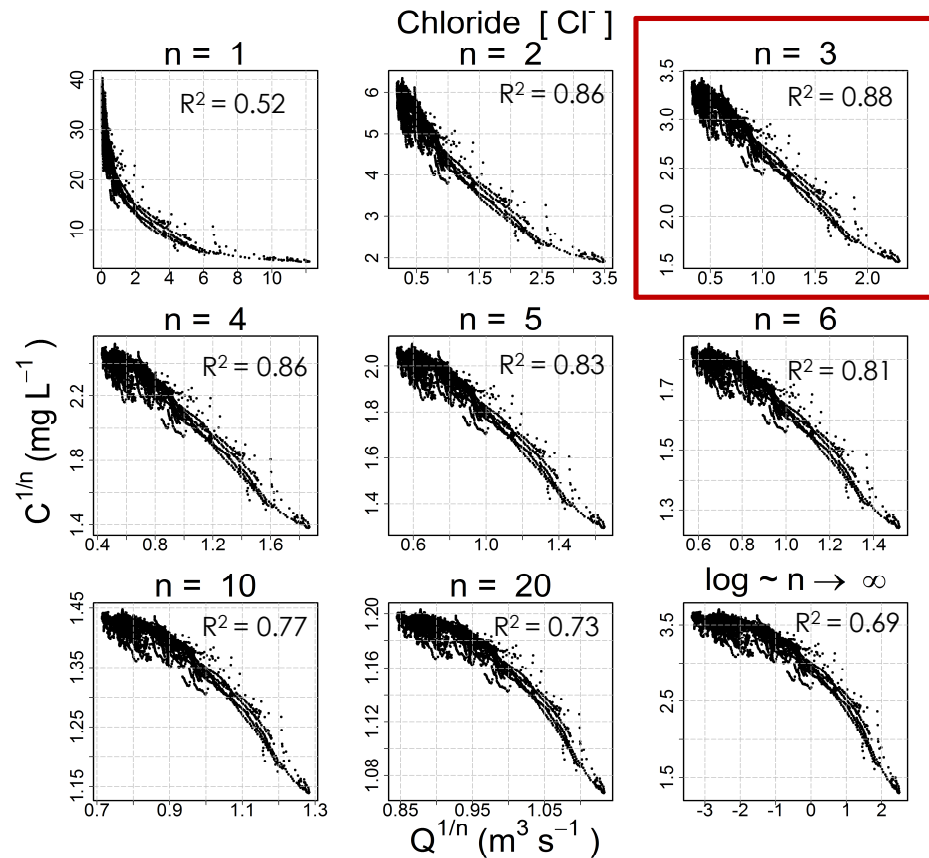 Chloride [ Cl⁻ ]
n = 1
n = 2
n = 3
R² = 0.52
R² = 0.86
R² = 0.88
40
30
20
10
0 2 4 6 8 10
6
5
4
3
2
0.5 1.0 1.5 2.0 2.5 3.0 3.5
3.5
3.0
2.5
2.0
1.5
0.5 1.0 1.5 2.0
n = 4
n = 5
n = 6
R² = 0.86
R² = 0.83
R² = 0.81
2.2
1.8
1.4
0.4 0.8 1.2 1.6
2.0
1.8
1.6
1.4
0.6 1.0 1.4
1.7
1.5
1.3
0.6 0.8 1.0 1.2 1.4
C¹ᐟⁿ (mg L⁻¹)
n = 10
n = 20
log ~ n → ∞
R² = 0.77
R² = 0.73
R² = 0.69
1.45
1.35
1.25
1.15
0.7 0.9 1.1 1.3
1.20
1.16
1.12
1.08
0.85 0.95 1.05
3.5
2.5
1.5
-3 -2 -1 0 1 2
Q¹ᐟⁿ (m³ s⁻¹)